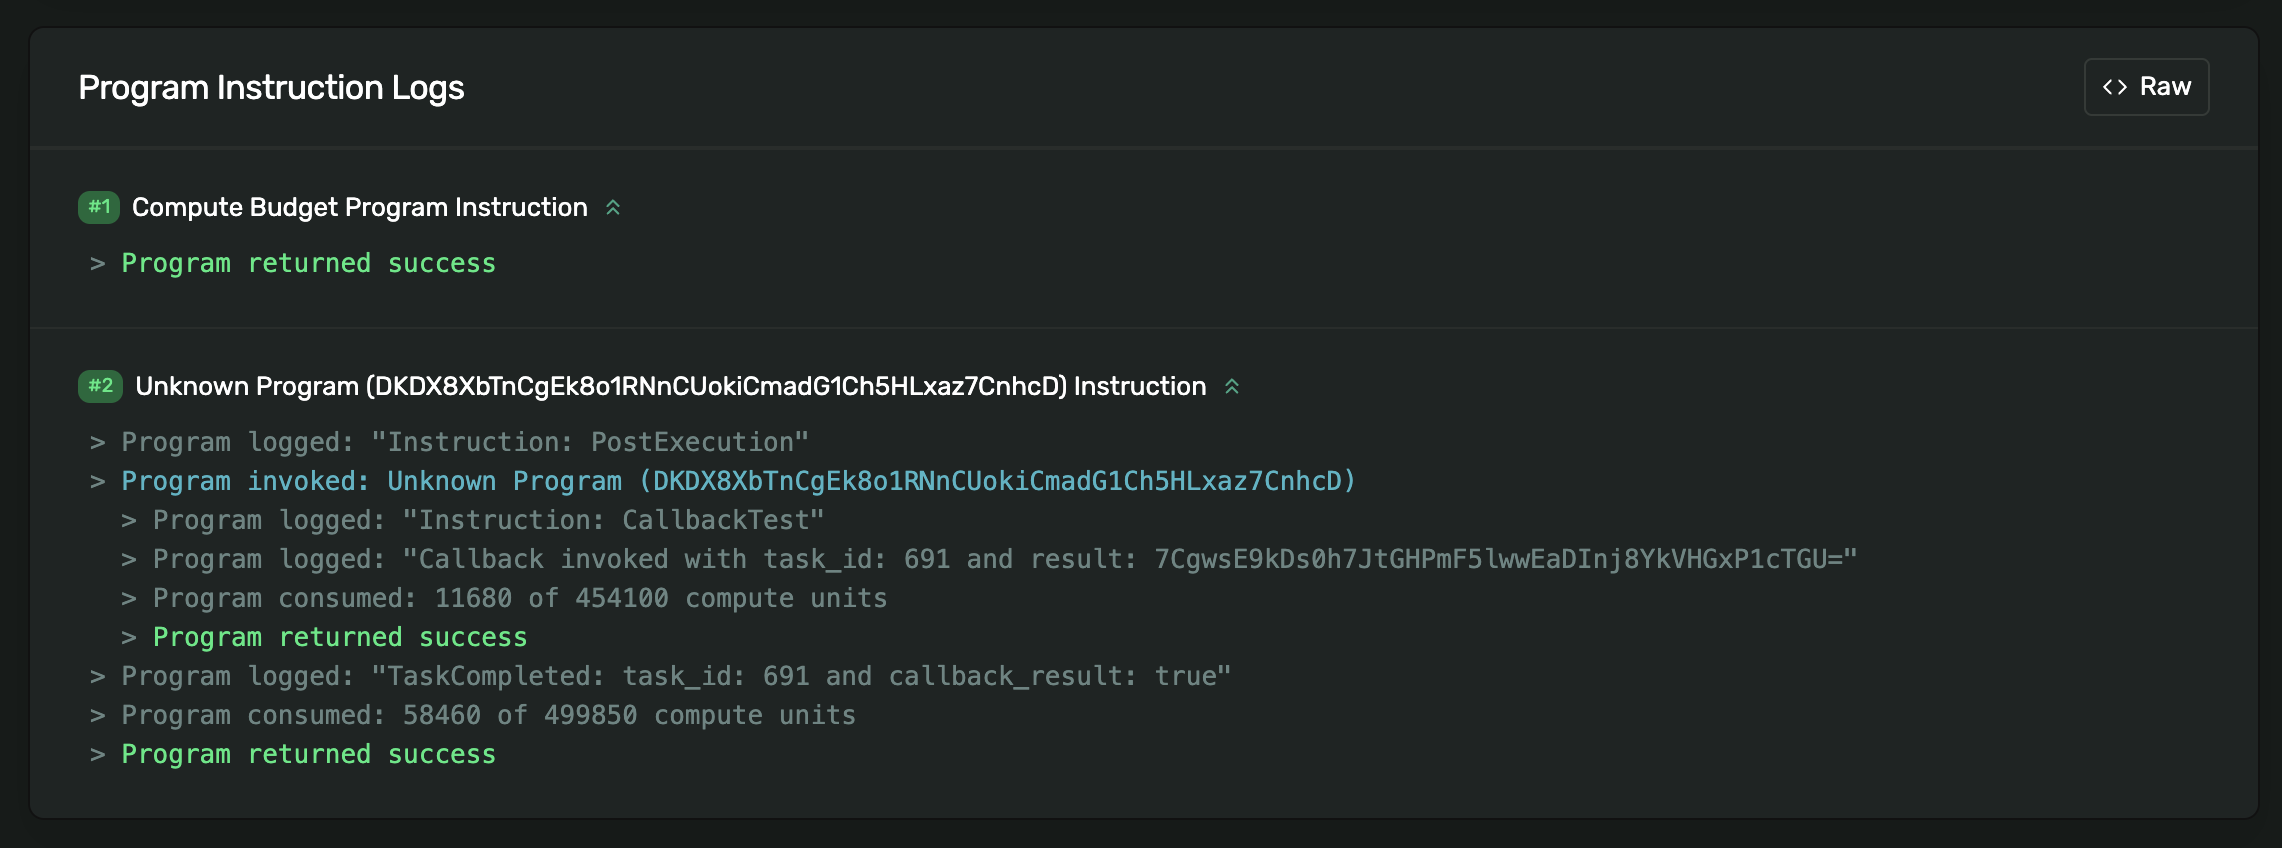 Program Instruction Logs
<> Raw
#1 Compute Budget Program Instruction
> Program returned success
#2 Unknown Program (DKDX8XbTnCgEk8o1RNnCUokiCmadG1Ch5HLxaz7CnhcD) Instruction
> Program logged: "Instruction: PostExecution"
> Program invoked: Unknown Program (DKDX8XbTnCgEk8o1RNnCUokiCmadG1Ch5HLxaz7CnhcD)
> Program logged: "Instruction: CallbackTest"
> Program logged: "Callback invoked with task_id: 691 and result: 7CgwsE9kDs0h7JtGHPmF5lwwEaDInj8YkVHGxP1cTGU="
> Program consumed: 11680 of 454100 compute units
> Program returned success
> Program logged: "TaskCompleted: task_id: 691 and callback_result: true"
> Program consumed: 58460 of 499850 compute units
> Program returned success